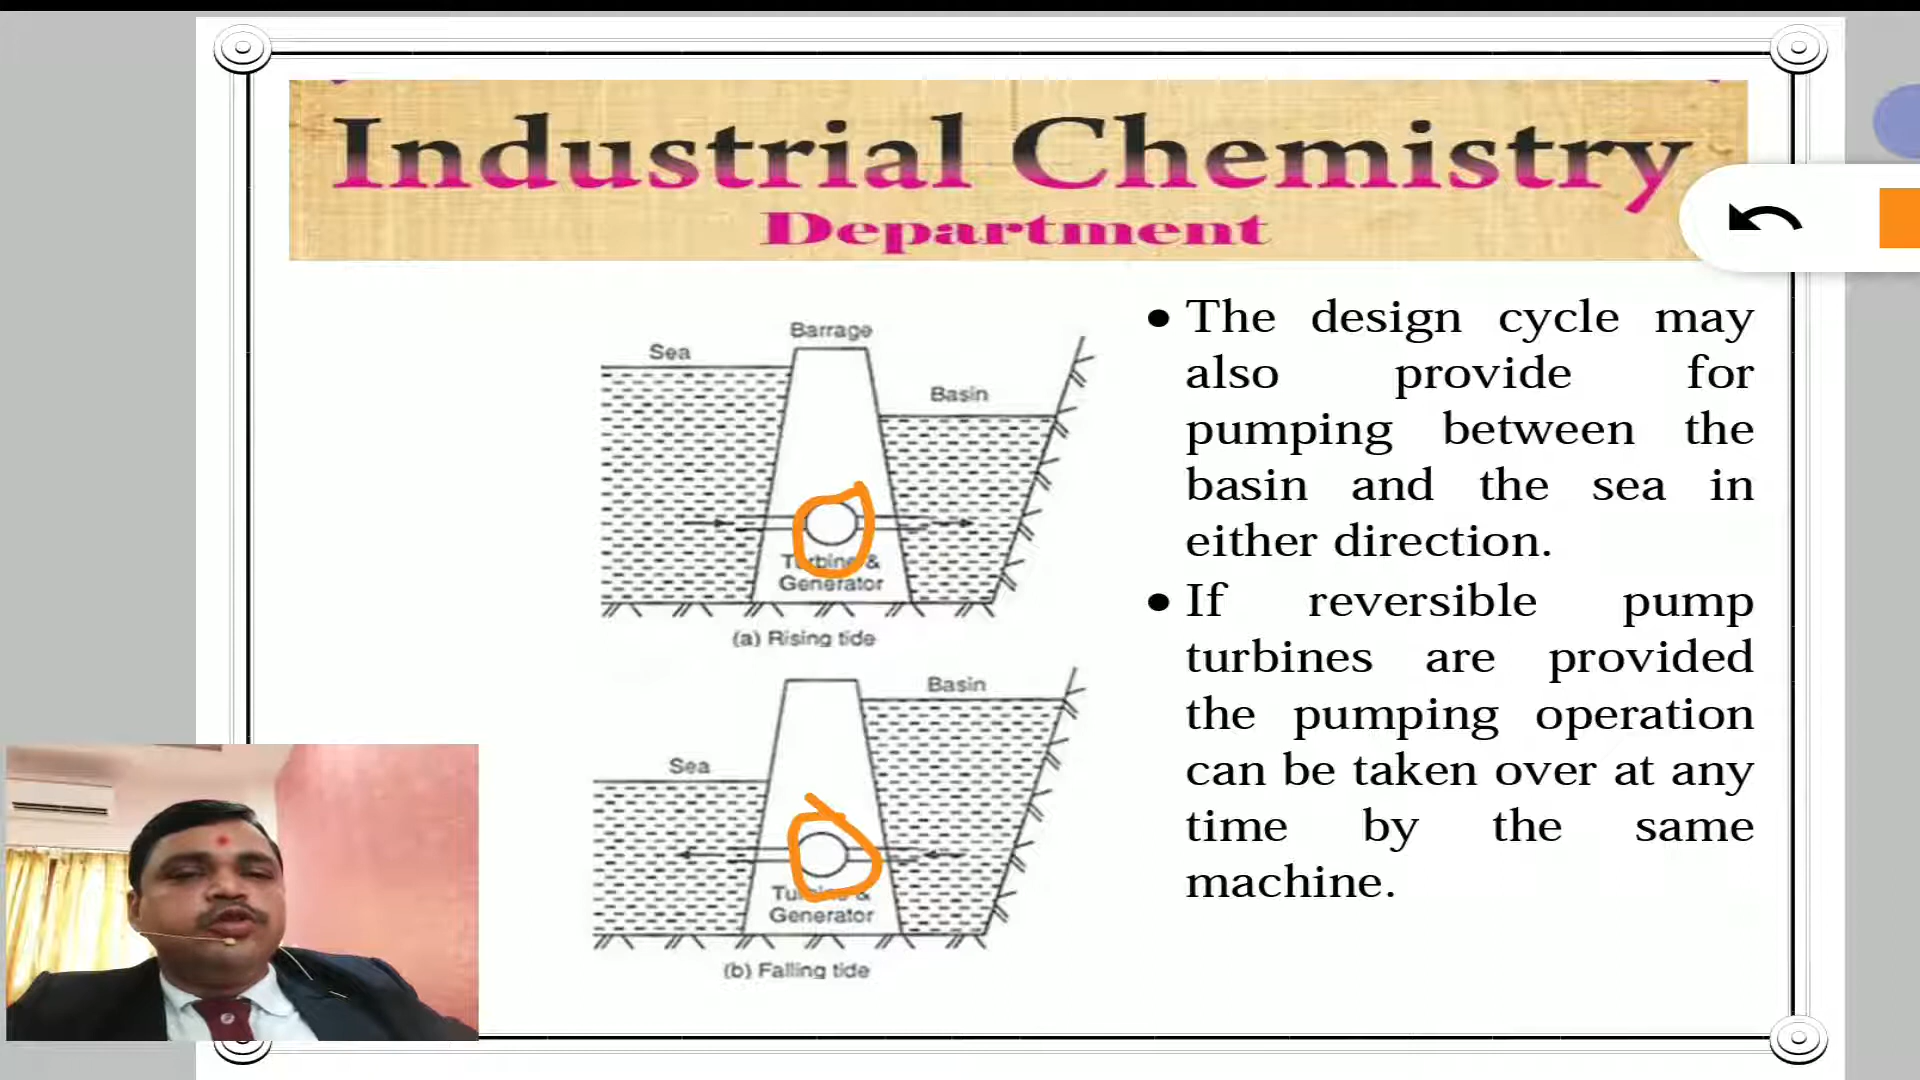 Industrial Chemistry
Department
Barrage
Sea
Basin
Turbine &
Generator
(a) Rising tide
Basin
Sea
Turbine &
Generator
(b) Falling tide
• The design cycle may
also provide for
pumping between the
basin and the sea in
either direction.
• If reversible pump
turbines are provided
the pumping operation
can be taken over at any
time by the same
machine.